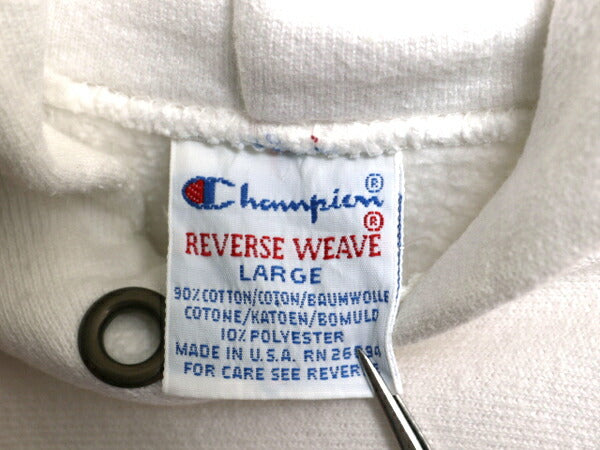 Champion®
®
REVERSE WEAVE
LARGE
90% COTTON/COTON/BAUMWOLLE
COTONE/KATOEN/BOMULD
10% POLYESTER
MADE IN U.S.A. RN
FOR CARE SEE